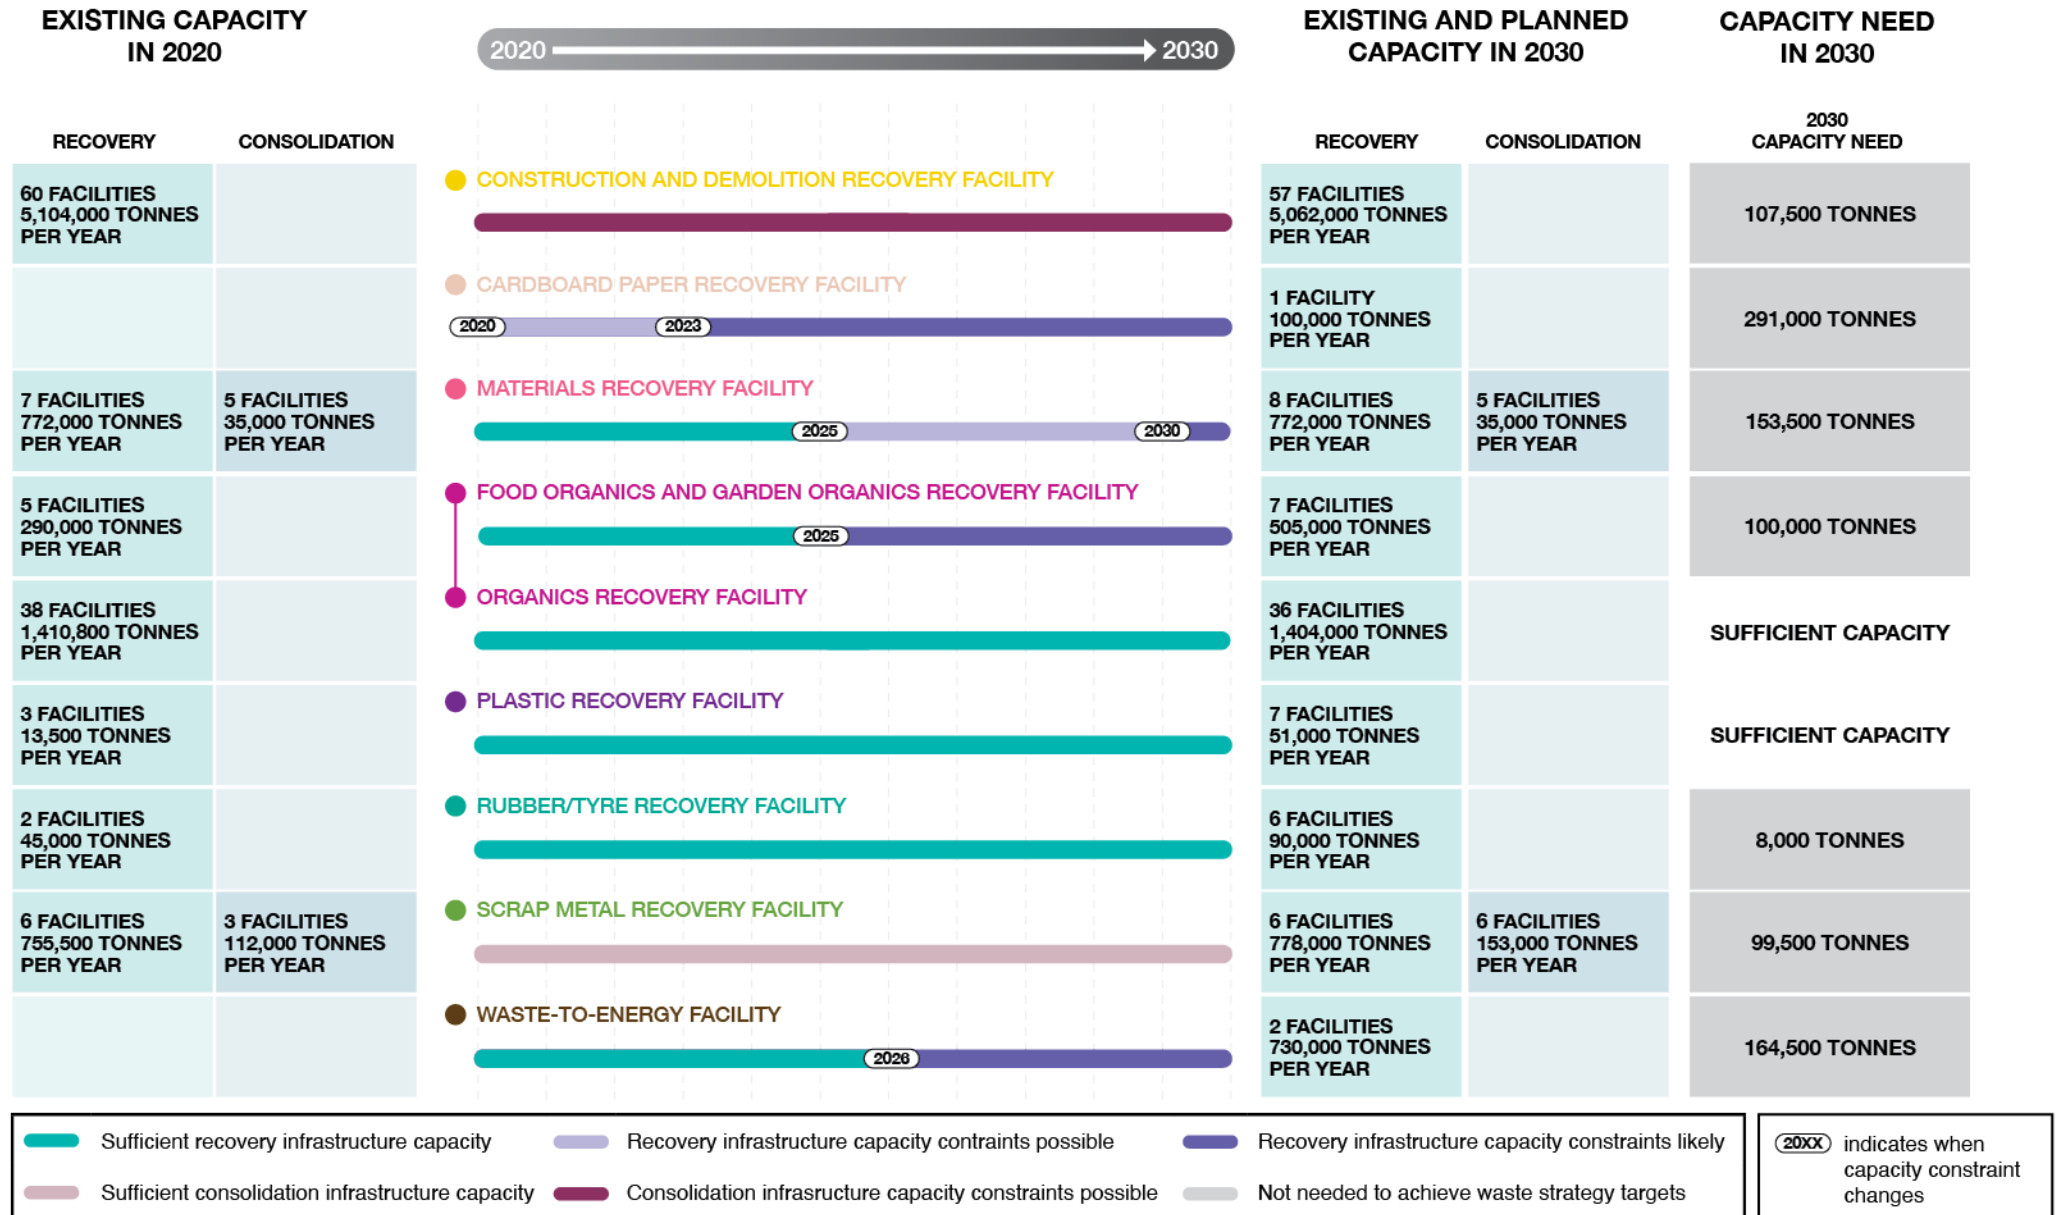 EXISTING CAPACITY
IN 2020
2020
2030
EXISTING AND PLANNED
CAPACITY IN 2030
CAPACITY NEED
IN 2030
RECOVERY
CONSOLIDATION
RECOVERY
CONSOLIDATION
2030
CAPACITY NEED
60 FACILITIES
5,104,000 TONNES
PER YEAR
CONSTRUCTION AND DEMOLITION RECOVERY FACILITY
57 FACILITIES
5,062,000 TONNES
PER YEAR
107,500 TONNES
CARDBOARD PAPER RECOVERY FACILITY
2020
2023
1 FACILITY
100,000 TONNES
PER YEAR
291,000 TONNES
7 FACILITIES
772,000 TONNES
PER YEAR
5 FACILITIES
35,000 TONNES
PER YEAR
MATERIALS RECOVERY FACILITY
2025
2030
8 FACILITIES
772,000 TONNES
PER YEAR
5 FACILITIES
35,000 TONNES
PER YEAR
153,500 TONNES
5 FACILITIES
290,000 TONNES
PER YEAR
FOOD ORGANICS AND GARDEN ORGANICS RECOVERY FACILITY
2025
7 FACILITIES
505,000 TONNES
PER YEAR
100,000 TONNES
38 FACILITIES
1,410,800 TONNES
PER YEAR
ORGANICS RECOVERY FACILITY
36 FACILITIES
1,404,000 TONNES
PER YEAR
SUFFICIENT CAPACITY
3 FACILITIES
13,500 TONNES
PER YEAR
PLASTIC RECOVERY FACILITY
7 FACILITIES
51,000 TONNES
PER YEAR
SUFFICIENT CAPACITY
2 FACILITIES
45,000 TONNES
PER YEAR
RUBBER/TYRE RECOVERY FACILITY
6 FACILITIES
90,000 TONNES
PER YEAR
8,000 TONNES
6 FACILITIES
755,500 TONNES
PER YEAR
3 FACILITIES
112,000 TONNES
PER YEAR
SCRAP METAL RECOVERY FACILITY
6 FACILITIES
778,000 TONNES
PER YEAR
6 FACILITIES
153,000 TONNES
PER YEAR
99,500 TONNES
WASTE-TO-ENERGY FACILITY
2026
2 FACILITIES
730,000 TONNES
PER YEAR
164,500 TONNES
Sufficient recovery infrastructure capacity
Recovery infrastructure capacity contraints possible
Recovery infrastructure capacity constraints likely
Sufficient consolidation infrastructure capacity
Consolidation infrasructure capacity constraints possible
Not needed to achieve waste strategy targets
20XX
indicates when
capacity constraint
changes